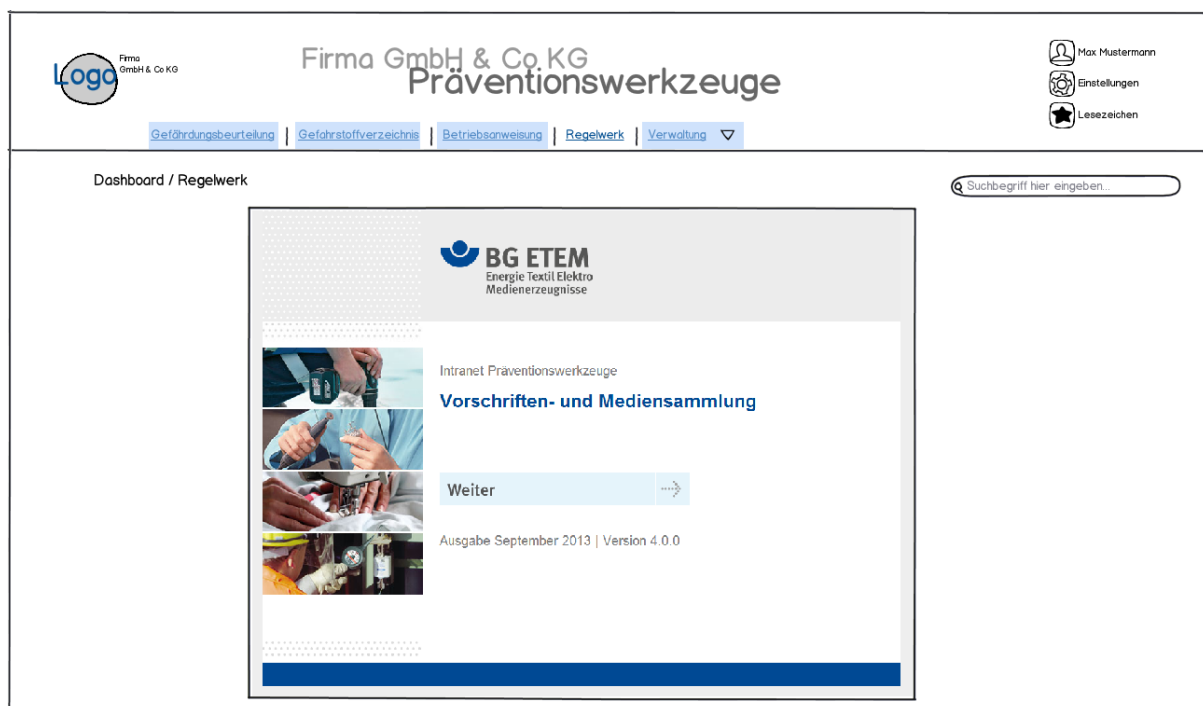 Logo
Firma
GmbH & Co KG
Firma GmbH & Co KG
Präventionswerkzeuge
Max Mustermann
Einstellungen
Lesezeichen
Gefährdungsbeurteilung | Gefahrstoffverzeichnis | Betriebsanweisung | Regelwerk | Verwaltung
Dashboard / Regelwerk
Suchbegriff hier eingeben...
BG ETEM
Energie Textil Elektro
Medienerzeugnisse
Intranet Präventionswerkzeuge
Vorschriften- und Mediensammlung
Weiter
Ausgabe September 2013 | Version 4.0.0